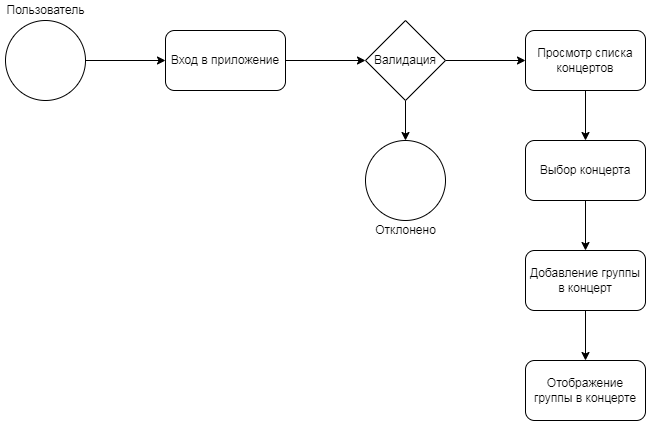 Пользователь
Вход в приложение
Валидация
Просмотр списка
концертов
Выбор концерта
Отклонено
Добавление группы
в концерт
Отображение
группы в концерте